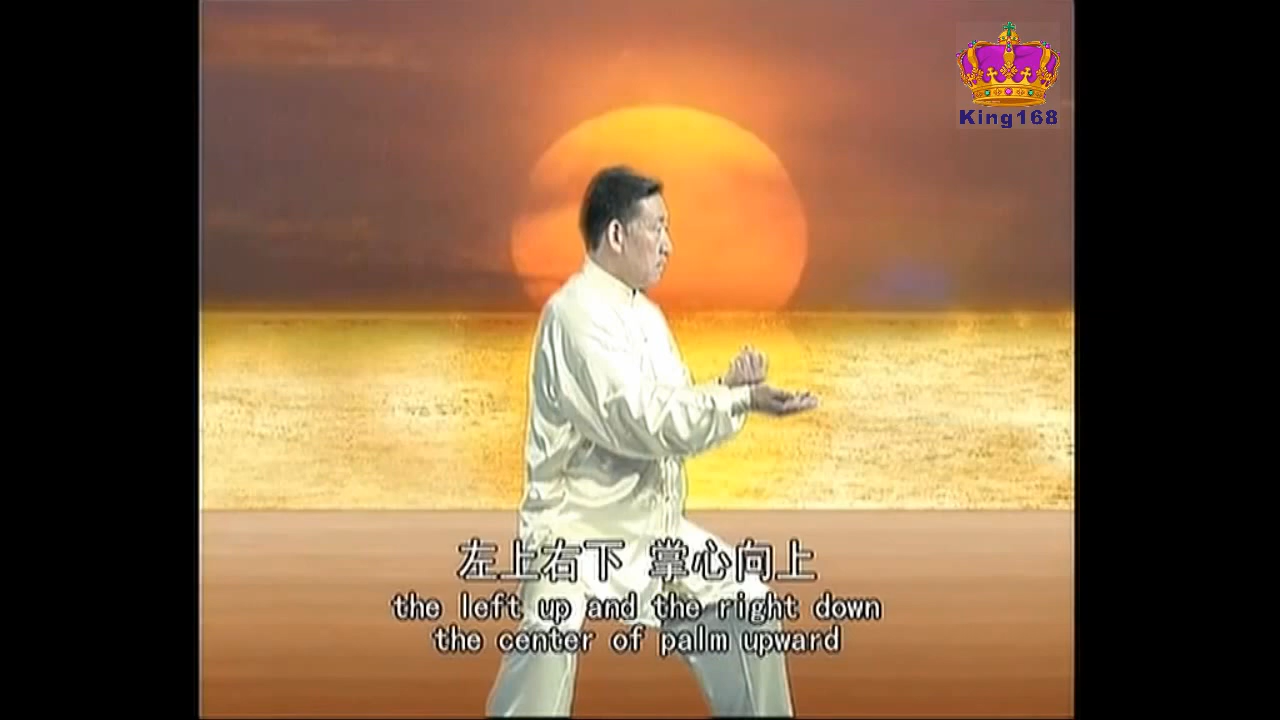 King168
左上右下 掌心向上
the left up and the right down
the center of palm upward